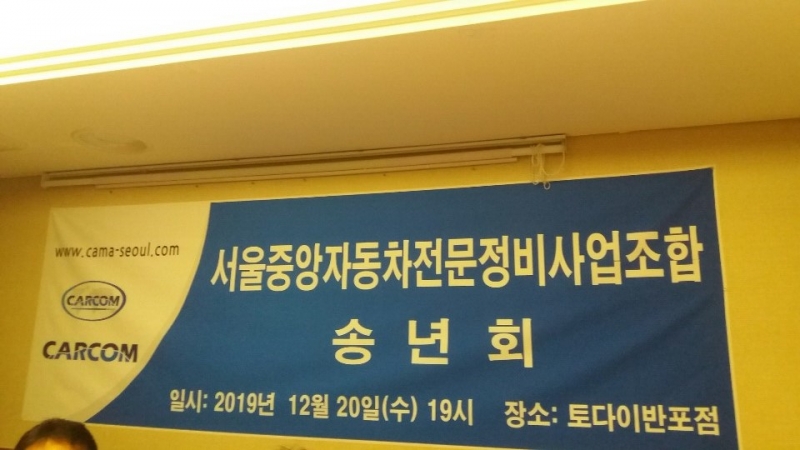 www.cama-seoul.com
CARCOM
CARCOM
서울중앙자동차전문정비사업조합
송년회
일시: 2019년 12월 20일(수) 19시 장소: 토다이반포점